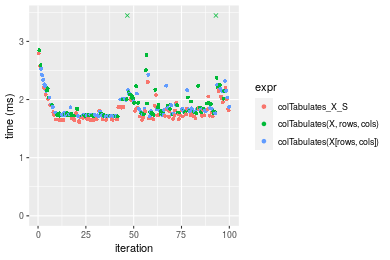 3
2
1
0
0
25
50
75
100
time (ms)
iteration
expr
colTabulates_X_S
colTabulates(X, rows, cols)
colTabulates(X[rows, cols])